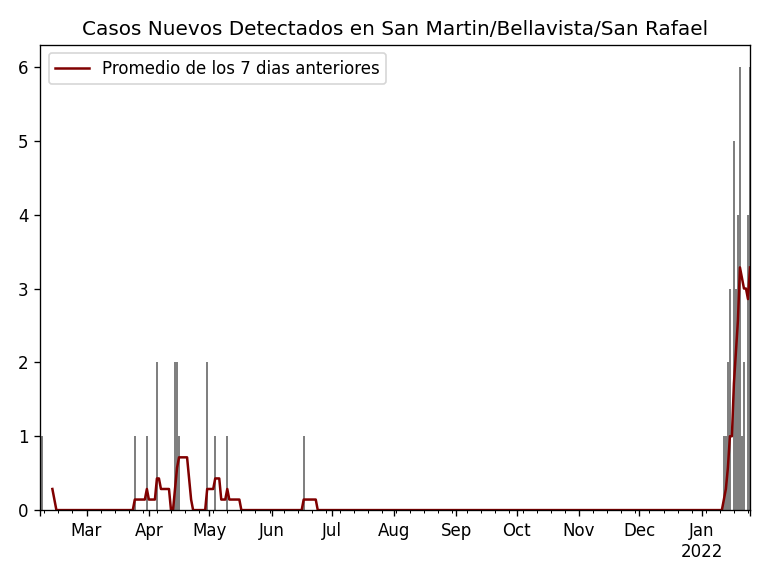 Casos Nuevos Detectados en San Martin/Bellavista/San Rafael
Promedio de los 7 dias anteriores
6
5
4
3
2
1
0
Mar Apr May Jun Jul Aug Sep Oct Nov Dec Jan
2022